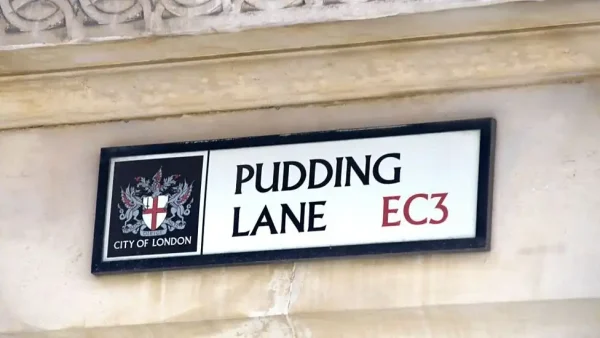 PUDDING
LANE EC3
CITY OF LONDON